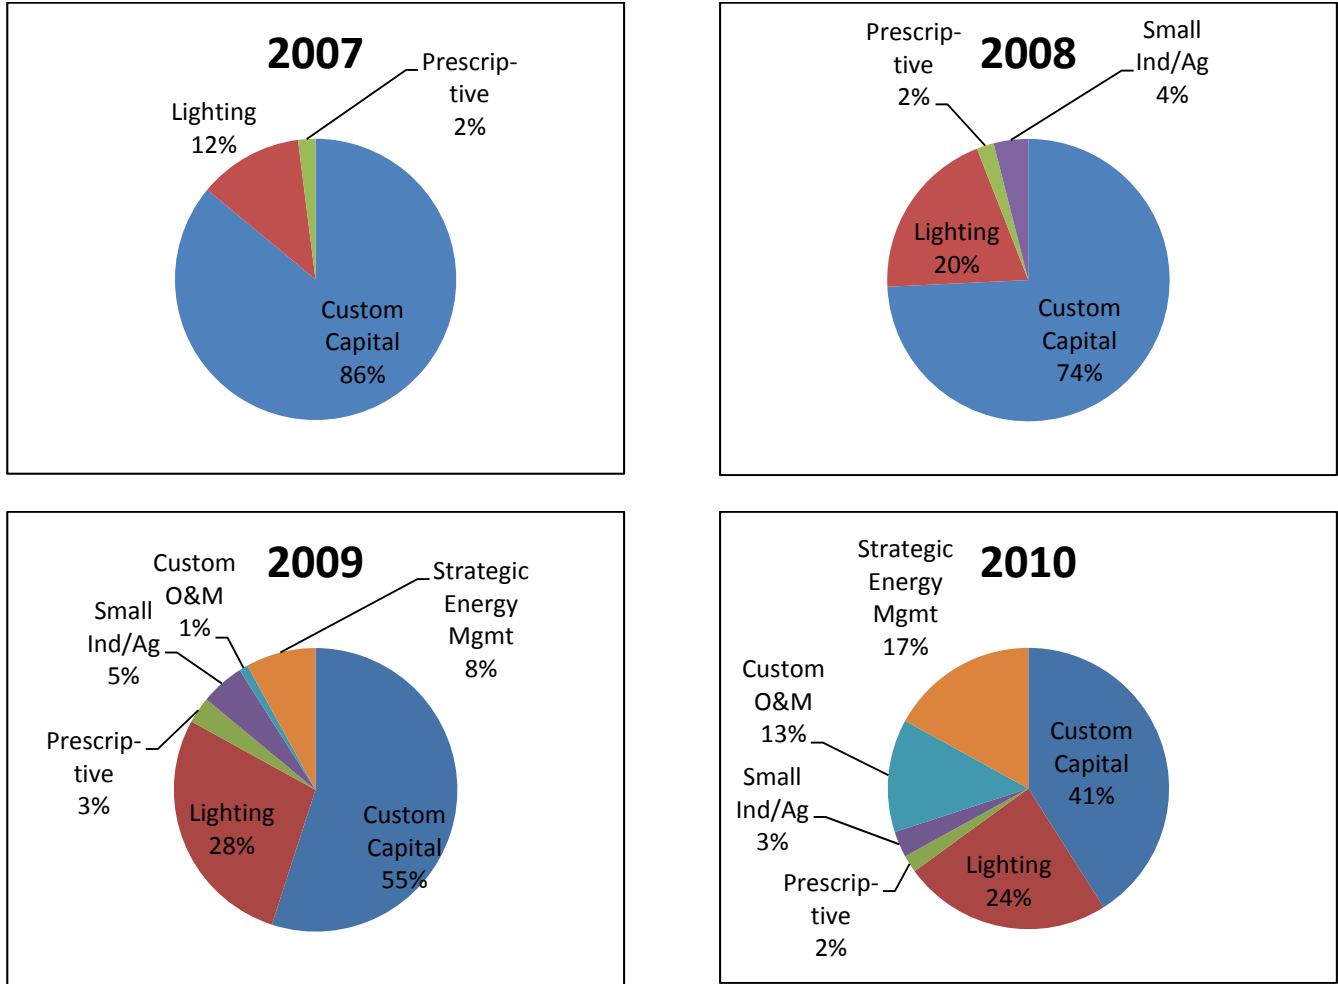 2007
Prescrip-
tive
2%
Lighting
12%
Custom
Capital
86%
2008
Prescrip-
tive
2%
Small
Ind/Ag
4%
Lighting
20%
Custom
Capital
74%
2009
Custom
O&M
1%
Strategic
Energy
Mgmt
8%
Small
Ind/Ag
5%
Prescrip-
tive
3%
Lighting
28%
Custom
Capital
55%
2010
Strategic
Energy
Mgmt
17%
Custom
O&M
13%
Custom
Capital
41%
Small
Ind/Ag
3%
Prescrip-
tive
2%
Lighting
24%